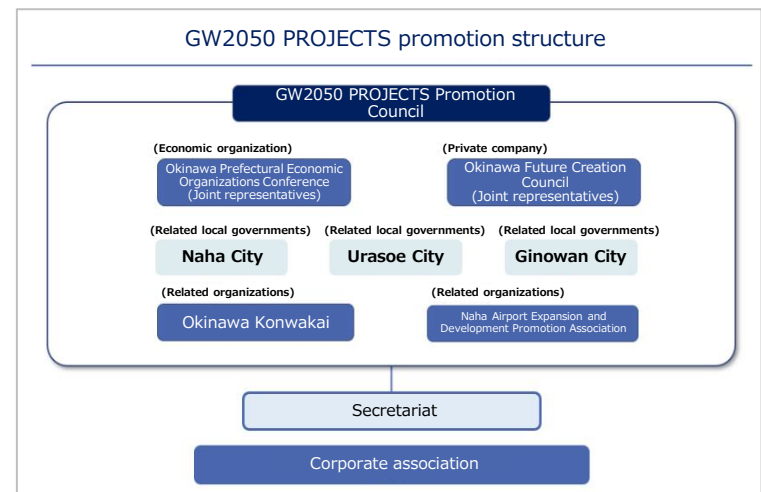 GW2050 PROJECTS promotion structure
GW2050 PROJECTS Promotion
Council
(Economic organization)
(Private company)
Okinawa Prefectural Economic
Organizations Conference
(Joint representatives)
Okinawa Future Creation
Council
(Joint representatives)
(Related local governments)
(Related local governments)
(Related local governments)
Naha City
Urasoe City
Ginowan City
(Related organizations)
(Related organizations)
Okinawa Konwakai
Naha Airport Expansion and
Development Promotion Association
Secretariat
Corporate association